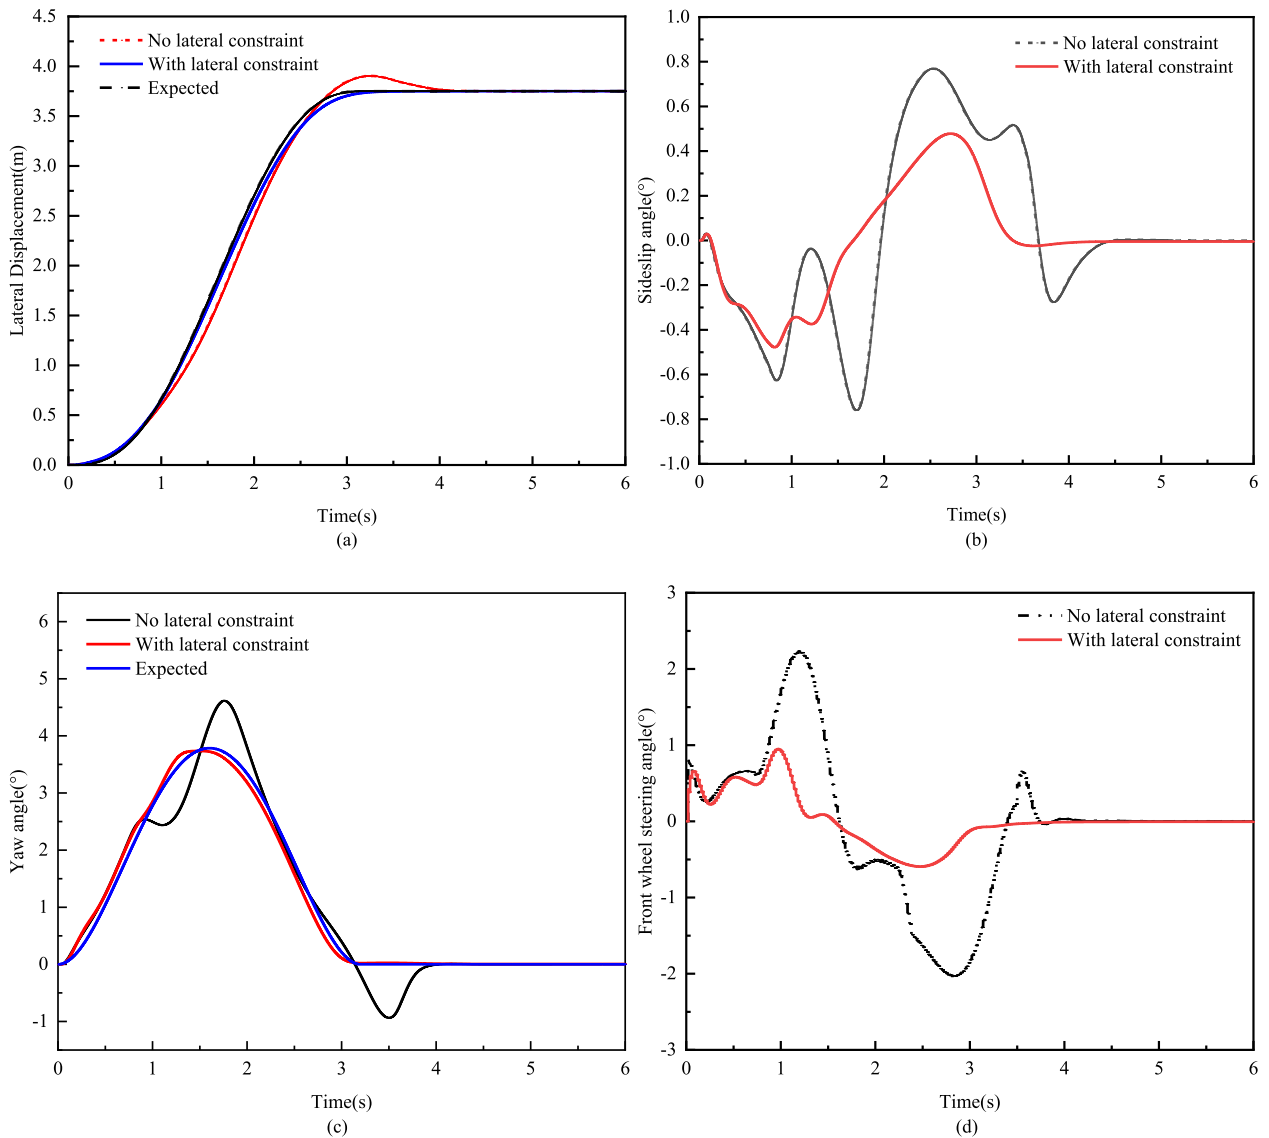 4.5
4.0
3.5
3.0
2.5
2.0
1.5
1.0
0.5
0.0
Lateral Displacement(m)
No lateral constraint
With lateral constraint
Expected
0 1 2 3 4 5 6
Time(s)
(a)
1.0
0.8
0.6
0.4
0.2
0.0
-0.2
-0.4
-0.6
-0.8
-1.0
Sideslip angle(°)
No lateral constraint
With lateral constraint
0 1 2 3 4 5 6
Time(s)
(b)
6
5
4
3
2
1
0
-1
Yaw angle(°)
No lateral constraint
With lateral constraint
Expected
0 1 2 3 4 5 6
Time(s)
(c)
3
2
1
0
-1
-2
-3
Front wheel steering angle(°)
No lateral constraint
With lateral constraint
0 1 2 3 4 5 6
Time(s)
(d)